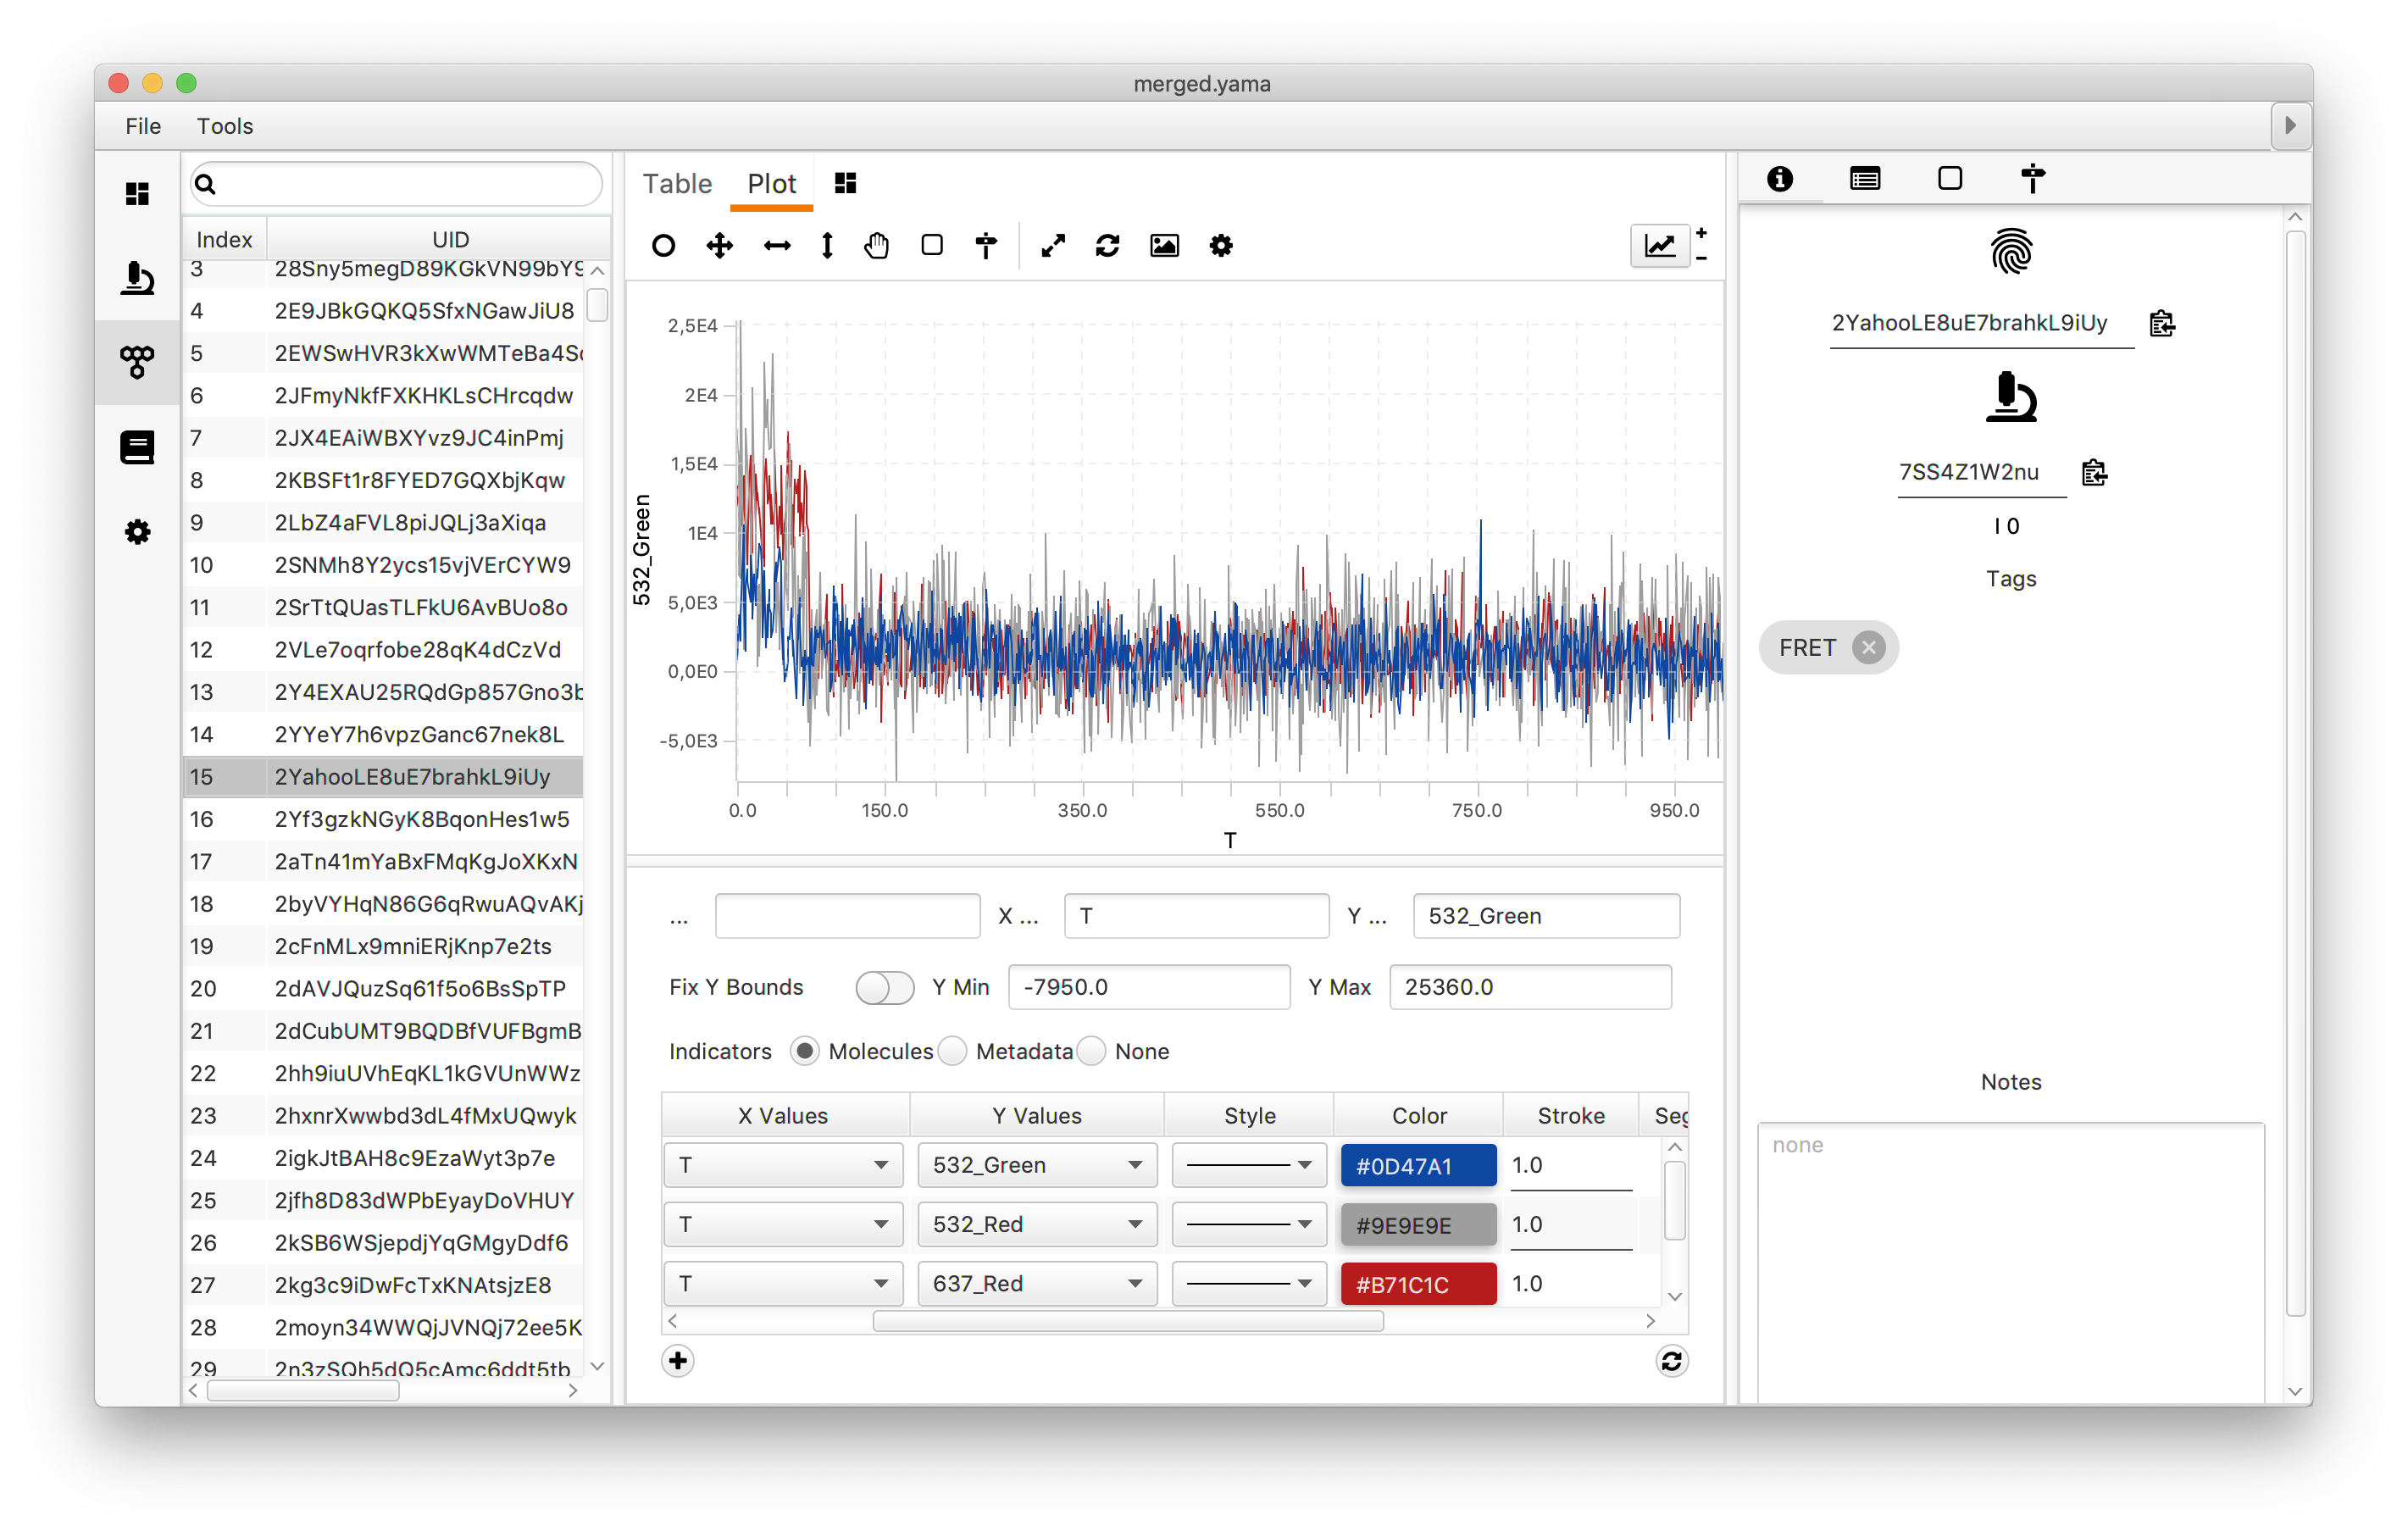 merged.yama
File Tools
Index UID
3 28Sny5megD89KGkVN99bY9
4 2E9JBkGQKQ5SfxNGawJiU8
5 2EWSwHVR3kXwWMTeBa4S
6 2JFmyNkfFXKHKLsCHrcqdw
7 2JX4EAiWBXYvz9JC4inPmj
8 2KBSFt1r8FYED7GQXbjKqw
9 2LbZ4aFVL8piJQLj3aXiqa
10 2SNMh8Y2ycs15vjVErCYW9
11 2SrTtQUasTLFkU6AvBUo8o
12 2VLe7oqrfobe28qK4dCzVd
13 2Y4EXAU25RQdGp857Gno3b
14 2YYeY7h6vpzGanc67nek8L
15 2YahooLE8uE7brahkL9iUy
16 2Yf3gzkNGyK8BqonHes1w5
17 2aTn41mYaBxFMqKgJoXKxN
18 2byVYHqN86G6qRwuAQvAKj
19 2cFnMLx9mniERjKnp7e2ts
20 2dAVJQuzSq61f5o6BsSpTP
21 2dCubUMT9BQDBfVUFBgmB
22 2hh9iuUVhEqKL1kGVUnWWz
23 2hxnrXwwbd3dL4fMxUQwyk
24 2igkJtBAH8c9EzaWyt3p7e
25 2jfh8D83dWPbEyayDoVHUY
26 2kSB6WSjepdjYqGMgyDdf6
27 2kg3c9iDwFcTxKNAtsjzE8
28 2moyn34WWQjJVNQj72ee5K
29 2n3zSQh5dQ5cAmc6ddt5tb
Table Plot
+
-
2,5E4
2E4
1,5E4
1E4
5,0E3
0,0E0
-5,0E3
532_Green
0.0 150.0 350.0 550.0 750.0 950.0
T
... X ... T Y ... 532_Green
Fix Y Bounds Y Min -7950.0 Y Max 25360.0
Indicators Molecules Metadata None
X Values Y Values Style Color Stroke Seg
T 532_Green #0D47A1 1.0
T 532_Red #9E9E9E 1.0
T 637_Red #B71C1C 1.0
2YahooLE8uE7brahkL9iUy
7SS4Z1W2nu
I 0
Tags
FRET
Notes
none